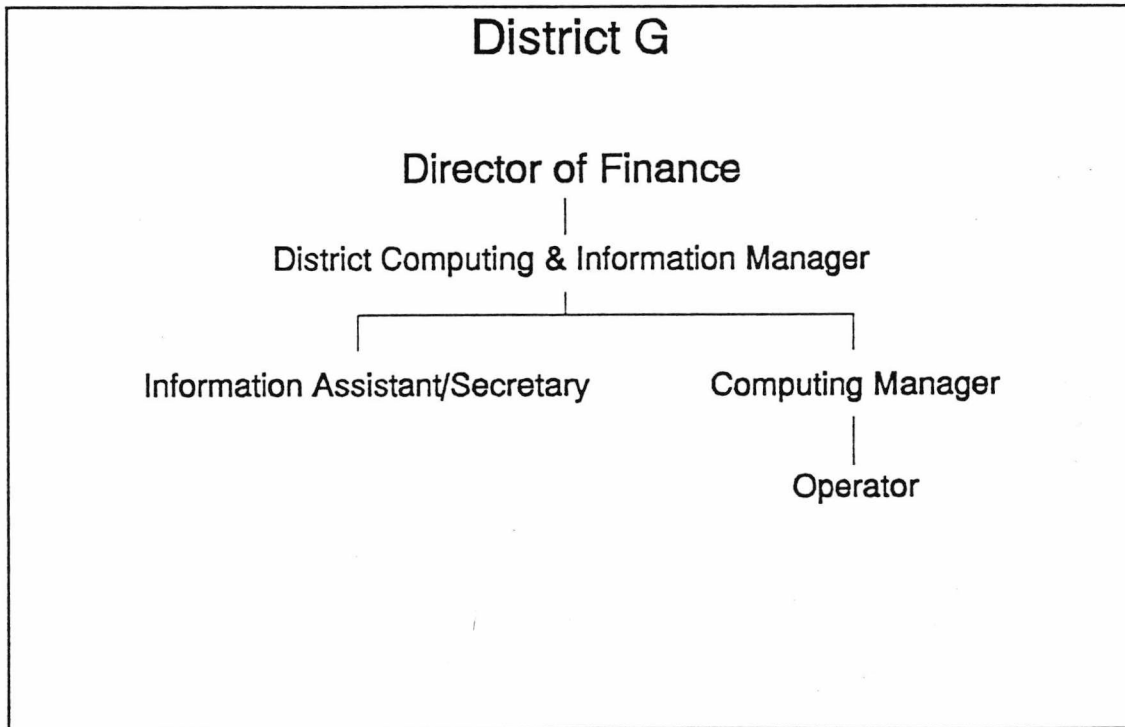 District G
Director of Finance
District Computing & Information Manager
Information Assistant/Secretary
Computing Manager
Operator